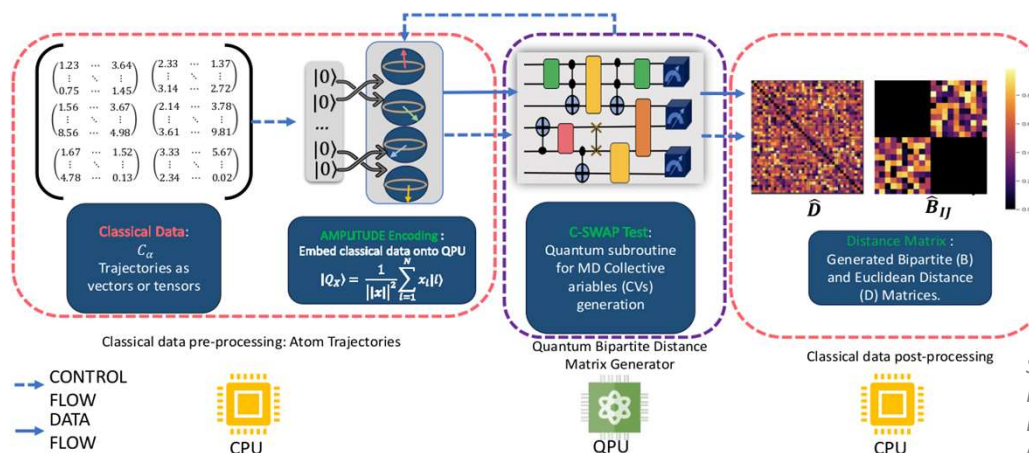 1.23 ⋯ 3.64
⋮ ⋱ ⋮
0.75 ⋯ 1.45
2.33 ⋯ 1.37
⋮ ⋱ ⋮
3.14 ⋯ 2.72
1.56 ⋯ 3.67
⋮ ⋱ ⋮
8.56 ⋯ 4.98
2.14 ⋯ 3.78
⋮ ⋱ ⋮
3.61 ⋯ 9.81
1.67 ⋯ 1.52
⋮ ⋱ ⋮
4.78 ⋯ 0.13
3.33 ⋯ 5.67
⋮ ⋱ ⋮
2.34 ⋯ 0.02
|0⟩
|0⟩
...
|0⟩
|0⟩
D̂
B̂_IJ
Classical Data:
C_α
Trajectories as
vectors or tensors
AMPLITUDE Encoding :
Embed classical data onto QPU
|Q_X⟩ = 1/||x||² ∑_{i=1}^{N} x_i|i⟩
C-SWAP Test:
Quantum subroutine
for MD Collective
ariables (CVs)
generation
Distance Matrix :
Generated Bipartite (B)
and Euclidean Distance
(D) Matrices.
Classical data pre-processing: Atom Trajectories
Quantum Bipartite Distance
Matrix Generator
Classical data post-processing
CONTROL
FLOW
DATA
FLOW
CPU
QPU
CPU